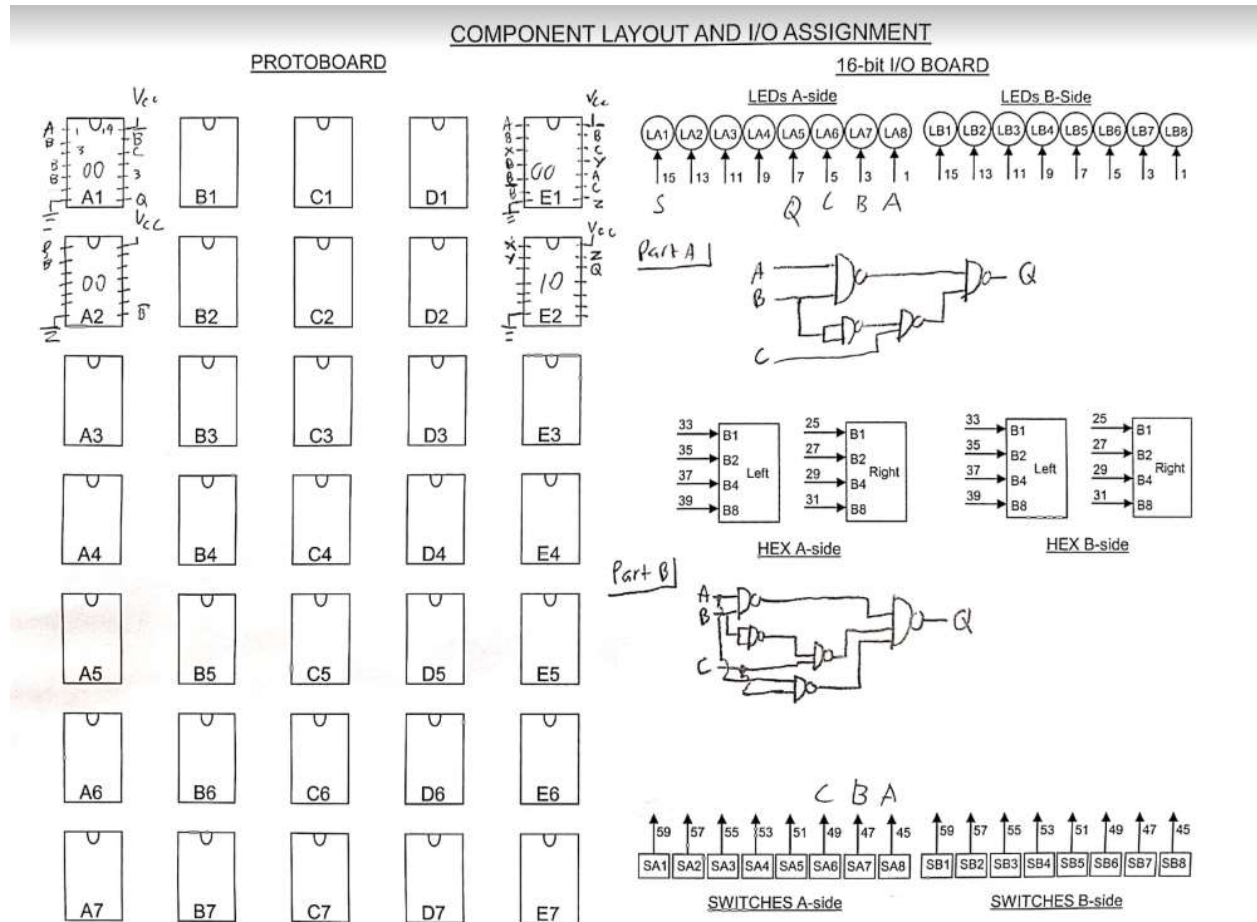 COMPONENT LAYOUT AND I/O ASSIGNMENT
PROTOBOARD
Vcc
A 1 14
B B̅
3 C
B 00 3
B
A1 Q
B1
C1
D1
Vcc
A
B B
X C
B 00 Y
B A
B̅ C
E1 Z
Vcc
B
B
00
A2 B̅
B2
C2
D2
Vcc
X Z
Y Q
10
E2
A3 B3 C3 D3 E3
A4 B4 C4 D4 E4
A5 B5 C5 D5 E5
A6 B6 C6 D6 E6
A7 B7 C7 D7 E7
16-bit I/O BOARD
LEDs A-side
LA1 LA2 LA3 LA4 LA5 LA6 LA7 LA8
15 13 11 9 7 5 3 1
S Q C B A
LEDs B-Side
LB1 LB2 LB3 LB4 LB5 LB6 LB7 LB8
15 13 11 9 7 5 3 1
Part A
A
B
C
Q
33 B1
35 B2
37 B4
39 B8
Left
25 B1
27 B2
29 B4
31 B8
Right
HEX A-side
33 B1
35 B2
37 B4
39 B8
Left
25 B1
27 B2
29 B4
31 B8
Right
HEX B-side
Part B
A
B
C
Q
C B A
59 57 55 53 51 49 47 45
SA1 SA2 SA3 SA4 SA5 SA6 SA7 SA8
SWITCHES A-side
59 57 55 53 51 49 47 45
SB1 SB2 SB3 SB4 SB5 SB6 SB7 SB8
SWITCHES B-side